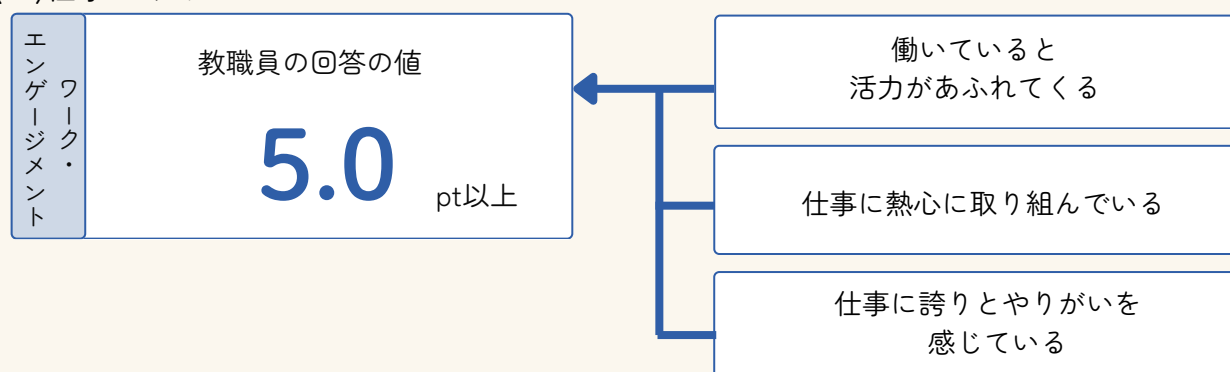 ワーク・
エンゲージメント
教職員の回答の値
5.0
pt以上
働いていると
活力があふれてくる
仕事に熱心に取り組んでいる
仕事に誇りとやりがいを
感じている